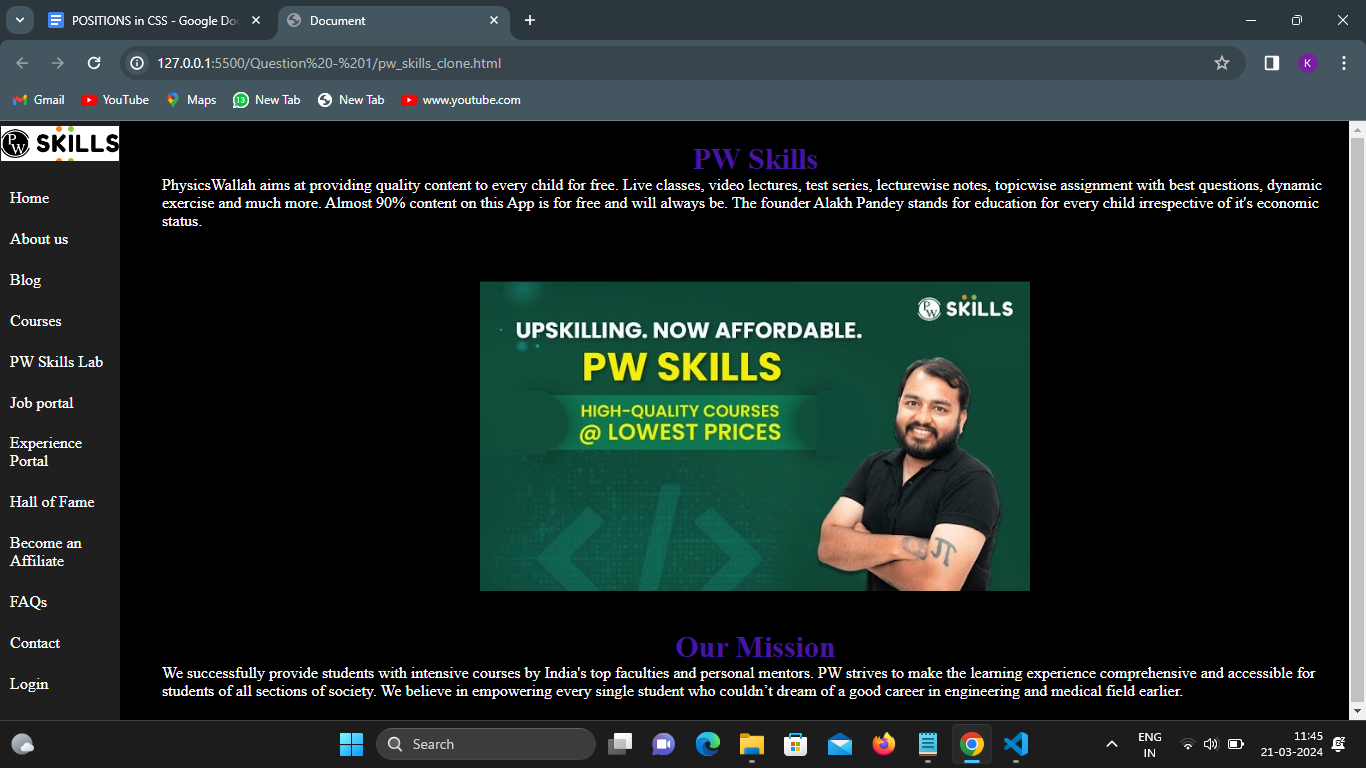 POSITIONS in CSS - Google Do
Document
127.0.0.1:5500/Question%20-%201/pw_skills_clone.html
K
Gmail
YouTube
Maps
13
New Tab
New Tab
www.youtube.com
PW SKILLS
Home
About us
Blog
Courses
PW Skills Lab
Job portal
Experience
Portal
Hall of Fame
Become an
Affiliate
FAQs
Contact
Login
PW Skills
PhysicsWallah aims at providing quality content to every child for free. Live classes, video lectures, test series, lecturewise notes, topicwise assignment with best questions, dynamic
exercise and much more. Almost 90% content on this App is for free and will always be. The founder Alakh Pandey stands for education for every child irrespective of it's economic
status.
PW SKILLS
UPSKILLING. NOW AFFORDABLE.
PW SKILLS
HIGH-QUALITY COURSES
@ LOWEST PRICES
</>
π
Our Mission
We successfully provide students with intensive courses by India's top faculties and personal mentors. PW strives to make the learning experience comprehensive and accessible for
students of all sections of society. We believe in empowering every single student who couldn’t dream of a good career in engineering and medical field earlier.
Search
ENG
IN
11:45
21-03-2024